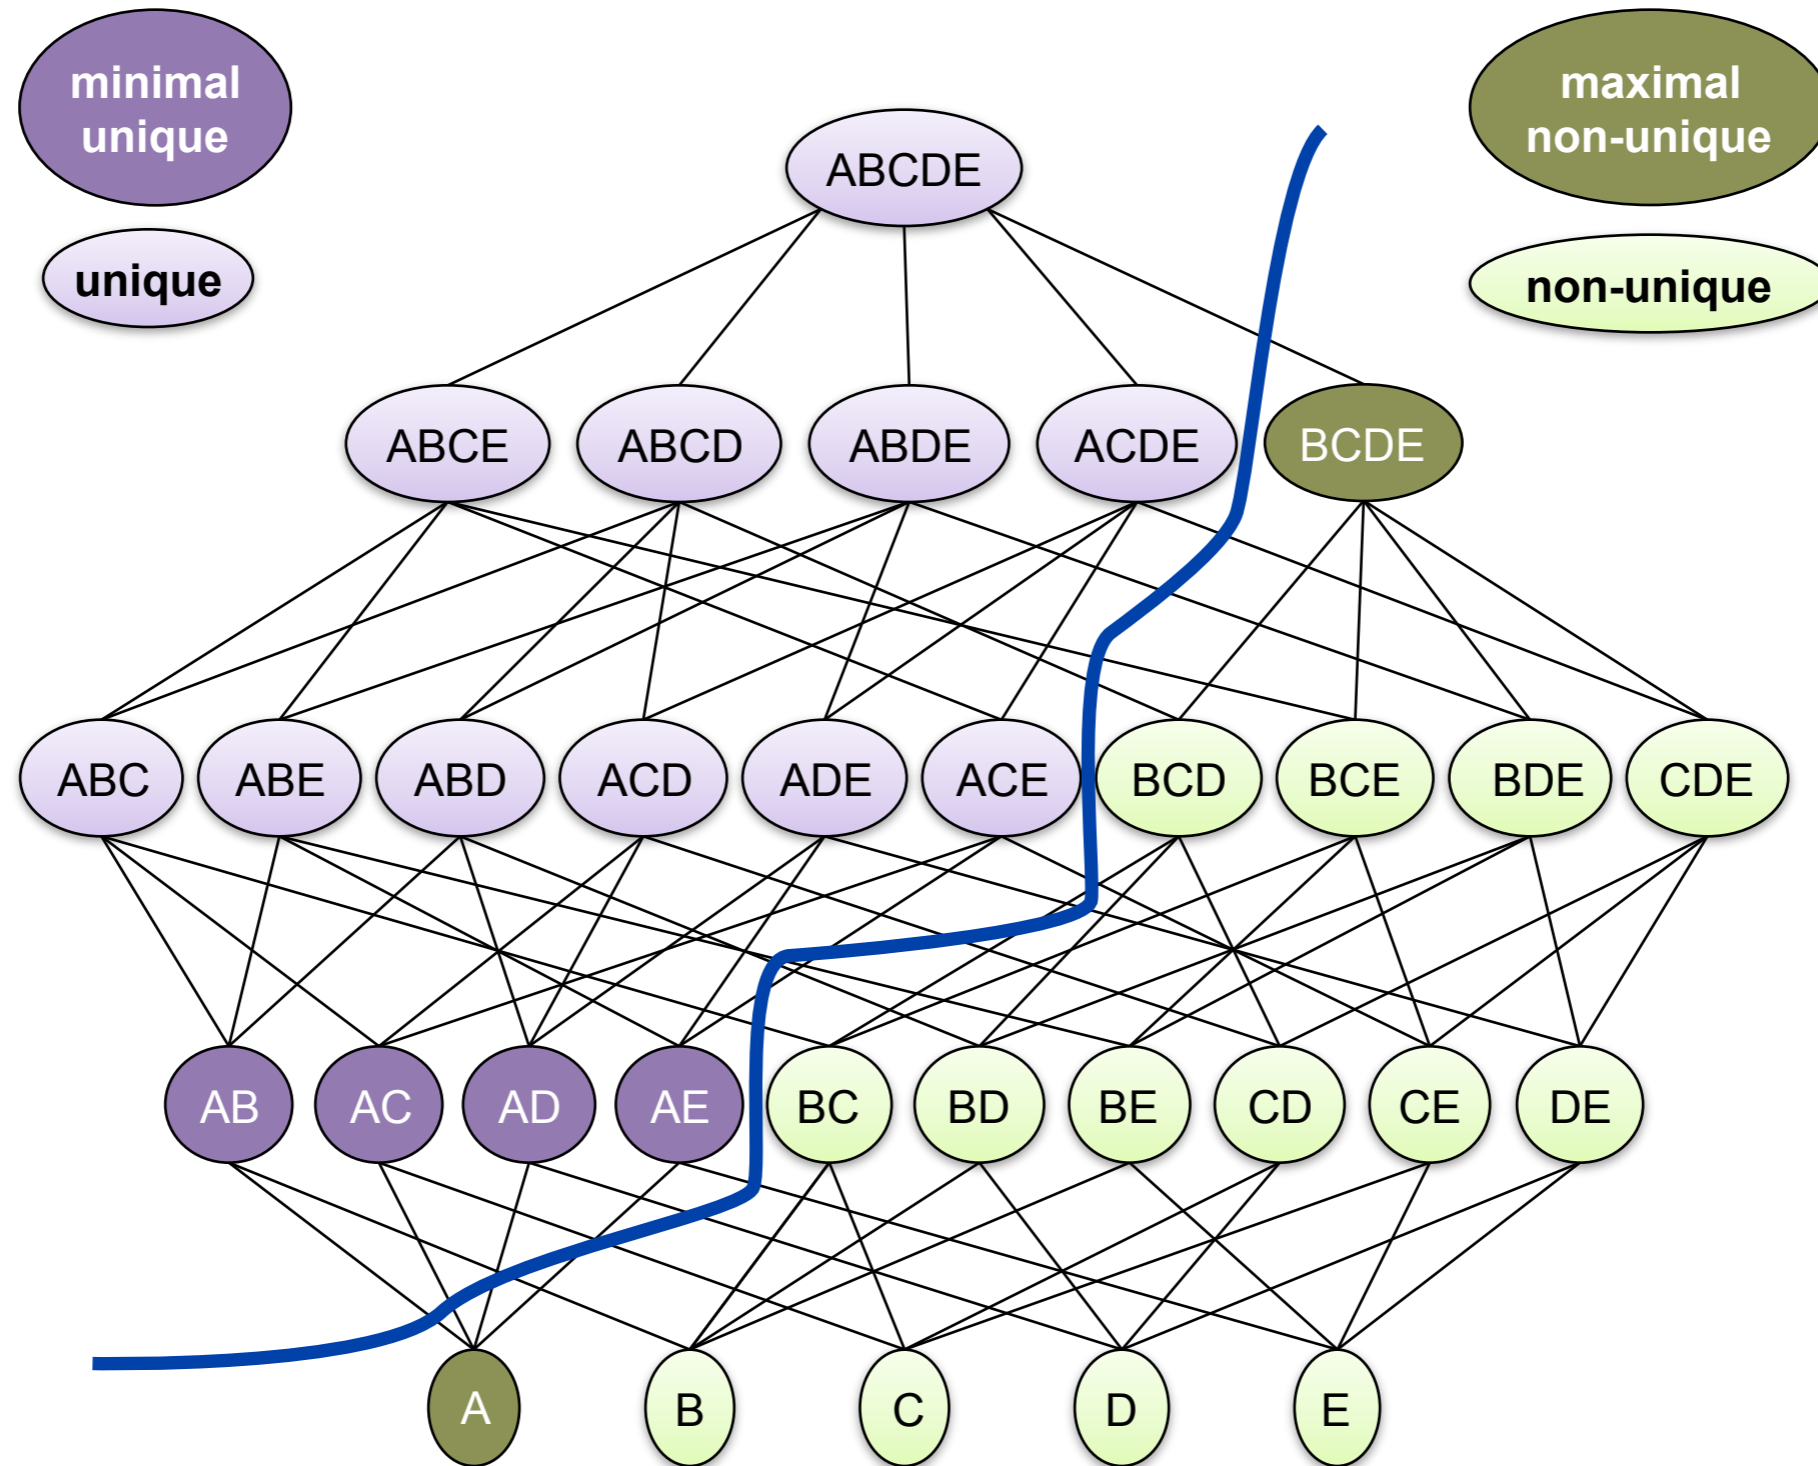 minimal
unique
unique
maximal
non-unique
non-unique
ABCDE
ABCE ABCD ABDE ACDE BCDE
ABC ABE ABD ACD ADE ACE BCD BCE BDE CDE
AB AC AD AE BC BD BE CD CE DE
A B C D E